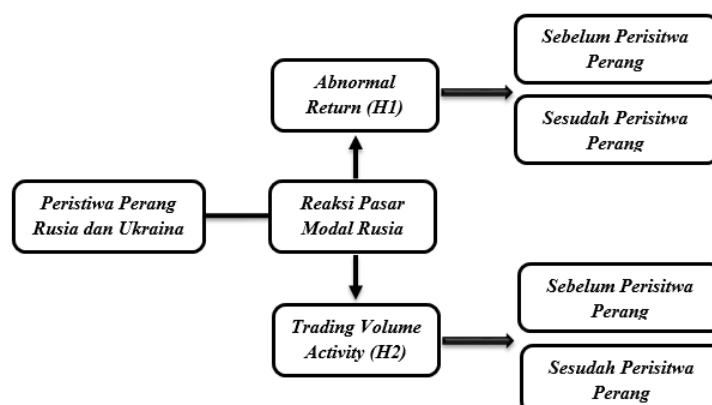 Sebelum Perisitwa
Perang
Abnormal
Return (H1)
Sesudah Perisitwa
Perang
Peristiwa Perang
Rusia dan Ukraina
Reaksi Pasar
Modal Rusia
Sebelum Perisitwa
Perang
Trading Volume
Activity (H2)
Sesudah Perisitwa
Perang